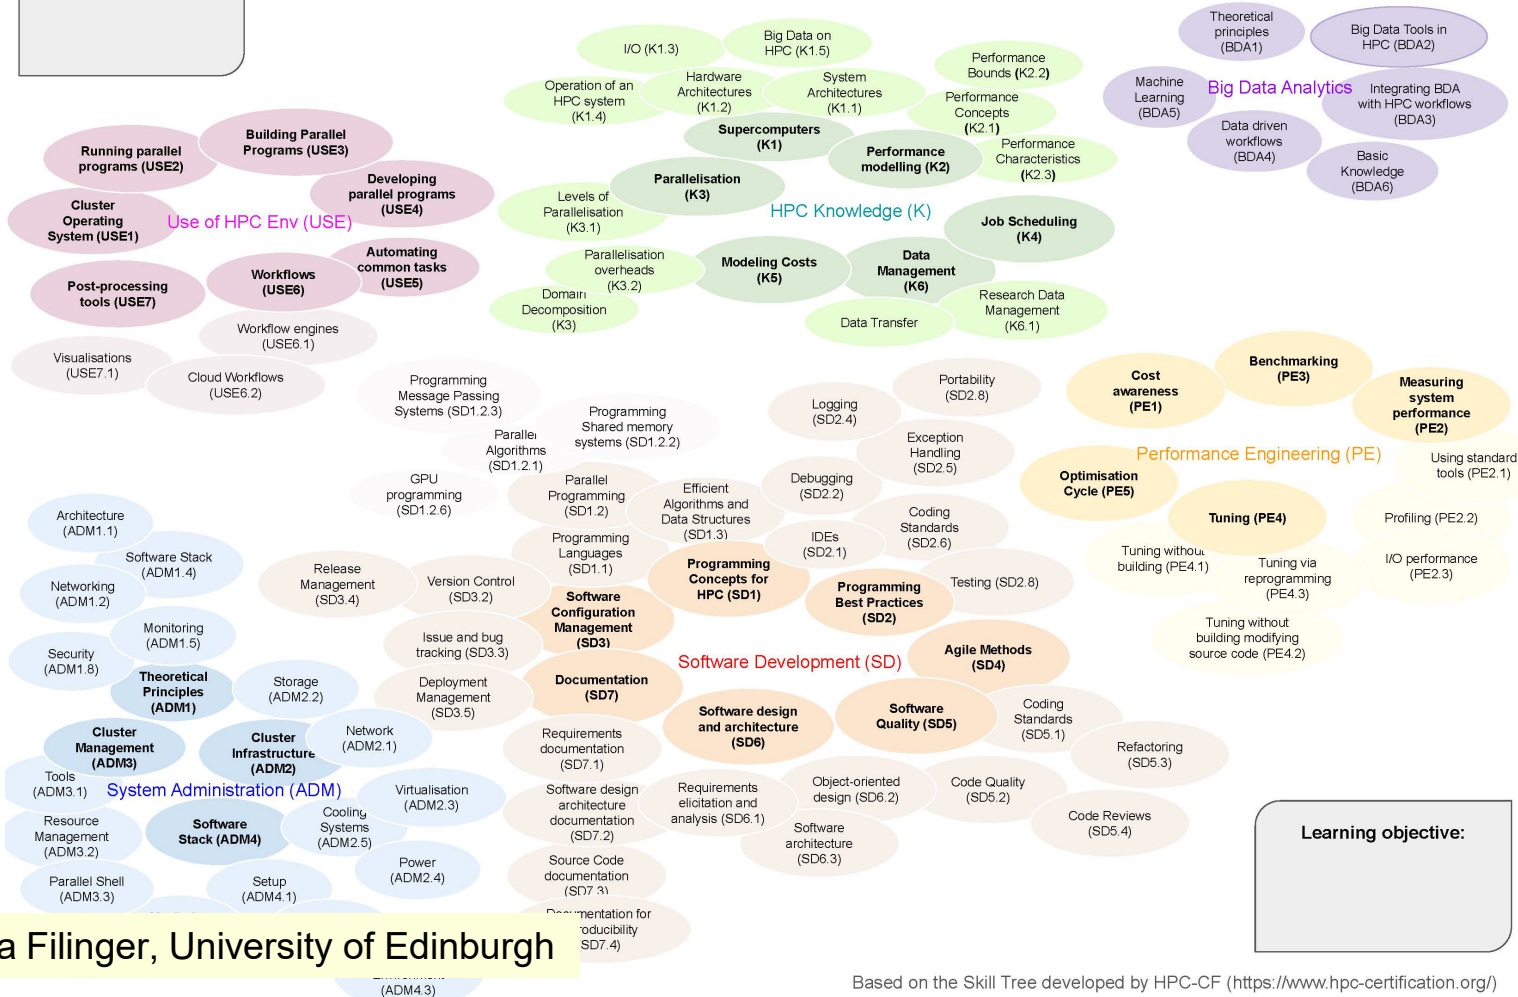 I/O (K1.3)
Big Data on
HPC (K1.5)
Operation of an
HPC system
(K1.4)
Hardware
Architectures
(K1.2)
System
Architectures
(K1.1)
Performance
Bounds (K2.2)
Performance
Concepts
(K2.1)
Performance
Characteristics
(K2.3)
Supercomputers
(K1)
Performance
modelling (K2)
Parallelisation
(K3)
Levels of
Parallelisation
(K3.1)
HPC Knowledge (K)
Job Scheduling
(K4)
Parallelisation
overheads
(K3.2)
Modeling Costs
(K5)
Data
Management
(K6)
Domain
Decomposition
(K3)
Data Transfer
Research Data
Management
(K6.1)
Theoretical
principles
(BDA1)
Big Data Tools in
HPC (BDA2)
Machine
Learning
(BDA5)
Big Data Analytics
Integrating BDA
with HPC workflows
(BDA3)
Data driven
workflows
(BDA4)
Basic
Knowledge
(BDA6)
Running parallel
programs (USE2)
Building Parallel
Programs (USE3)
Developing
parallel programs
(USE4)
Cluster
Operating
System (USE1)
Use of HPC Env (USE)
Automating
common tasks
(USE5)
Post-processing
tools (USE7)
Workflows
(USE6)
Workflow engines
(USE6.1)
Visualisations
(USE7.1)
Cloud Workflows
(USE6.2)
Programming
Message Passing
Systems (SD1.2.3)
Programming
Shared memory
systems (SD1.2.2)
Parallel
Algorithms
(SD1.2.1)
GPU
programming
(SD1.2.6)
Parallel
Programming
(SD1.2)
Efficient
Algorithms and
Data Structures
(SD1.3)
Programming
Languages
(SD1.1)
Logging
(SD2.4)
Portability
(SD2.8)
Exception
Handling
(SD2.5)
Debugging
(SD2.2)
Coding
Standards
(SD2.6)
IDEs
(SD2.1)
Testing (SD2.8)
Programming
Concepts for
HPC (SD1)
Programming
Best Practices
(SD2)
Release
Management
(SD3.4)
Version Control
(SD3.2)
Software
Configuration
Management
(SD3)
Issue and bug
tracking (SD3.3)
Deployment
Management
(SD3.5)
Software Development (SD)
Agile Methods
(SD4)
Documentation
(SD7)
Software design
and architecture
(SD6)
Software
Quality (SD5)
Coding
Standards
(SD5.1)
Refactoring
(SD5.3)
Requirements
documentation
(SD7.1)
Software design
architecture
documentation
(SD7.2)
Requirements
elicitation and
analysis (SD6.1)
Object-oriented
design (SD6.2)
Code Quality
(SD5.2)
Code Reviews
(SD5.4)
Software
architecture
(SD6.3)
Source Code
documentation
(SD7.3)
Documentation for
(SD7.4)
Cost
awareness
(PE1)
Benchmarking
(PE3)
Measuring
system
performance
(PE2)
Performance Engineering (PE)
Using standard
tools (PE2.1)
Optimisation
Cycle (PE5)
Tuning (PE4)
Profiling (PE2.2)
Tuning without
building (PE4.1)
Tuning via
reprogramming
(PE4.3)
I/O performance
(PE2.3)
Tuning without
building modifying
source code (PE4.2)
Architecture
(ADM1.1)
Software Stack
(ADM1.4)
Networking
(ADM1.2)
Monitoring
(ADM1.5)
Security
(ADM1.8)
Theoretical
Principles
(ADM1)
Storage
(ADM2.2)
Cluster
Management
(ADM3)
Cluster
Infrastructure
(ADM2)
Network
(ADM2.1)
Tools
(ADM3.1)
System Administration (ADM)
Virtualisation
(ADM2.3)
Resource
Management
(ADM3.2)
Software
Stack (ADM4)
Cooling
Systems
(ADM2.5)
Power
(ADM2.4)
Parallel Shell
(ADM3.3)
Setup
(ADM4.1)
(ADM4.3)
a Filinger, University of Edinburgh
Learning objective:
Based on the Skill Tree developed by HPC-CF (https://www.hpc-certification.org/)